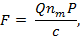 F = Qn_mP / c,